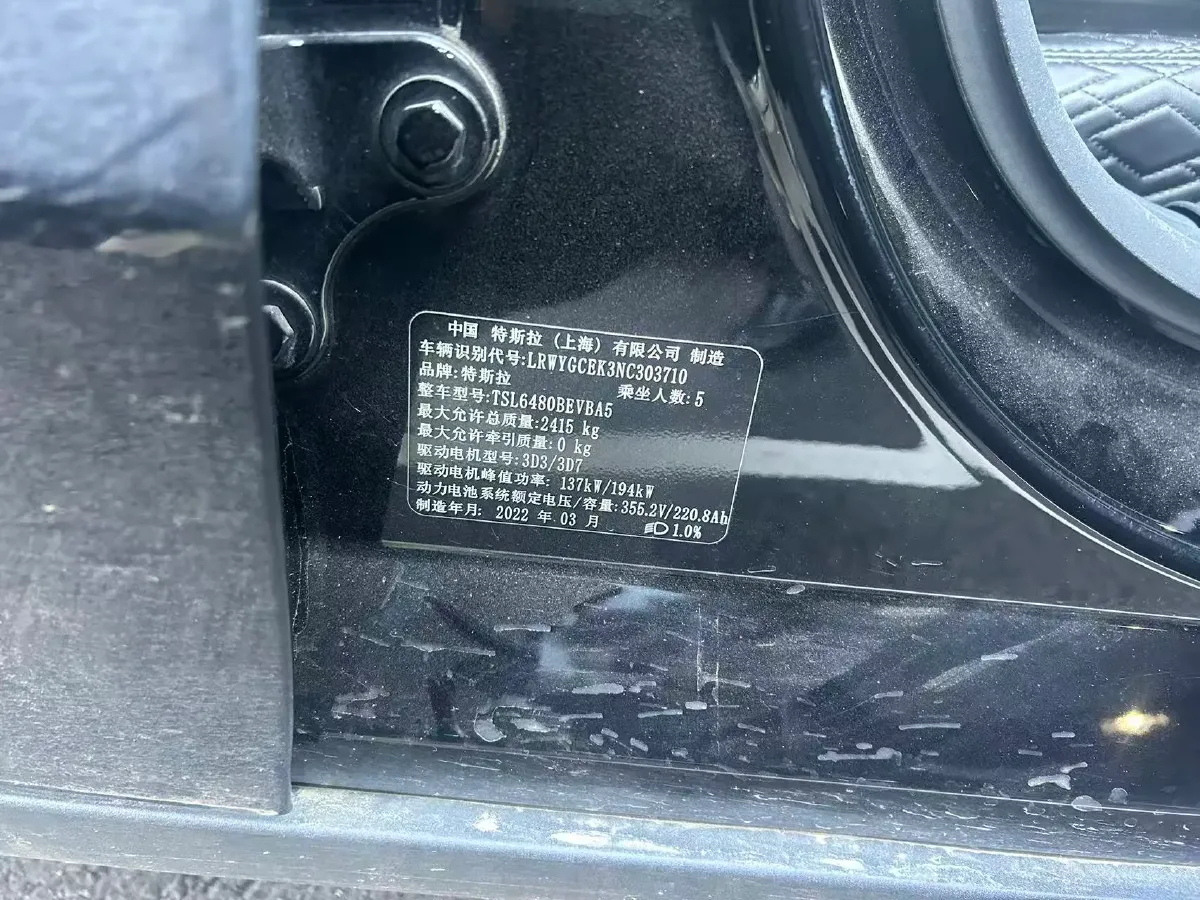 中国 特斯拉（上海）有限公司 制造
车辆识别代号:LRWYGCEK3NC303710
品牌:特斯拉 乘坐人数:5
整车型号:TSL6480BEVBA5
最大允许总质量:2415 kg
最大允许牵引质量:0 kg
驱动电机型号:3D3/3D7
驱动电机峰值功率: 137kW/194kW
动力电池系统额定电压/容量:355.2V/220.8Ah
制造年月: 2022 年 03 月 1.0%